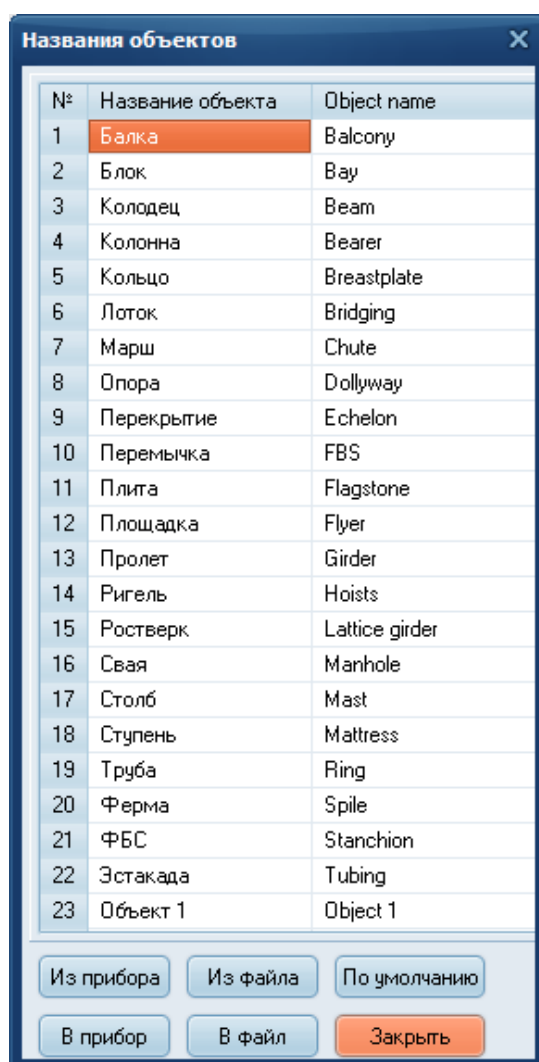 Названия объектов
№ Название объекта Object name
1 Балка Balcony
2 Блок Bay
3 Колодец Beam
4 Колонна Bearer
5 Кольцо Breastplate
6 Лоток Bridging
7 Марш Chute
8 Опора Dollyway
9 Перекрытие Echelon
10 Перемычка FBS
11 Плита Flagstone
12 Площадка Flyer
13 Пролет Girder
14 Ригель Hoists
15 Ростверк Lattice girder
16 Свая Manhole
17 Столб Mast
18 Ступень Mattress
19 Труба Ring
20 Ферма Spile
21 ФБС Stanchion
22 Эстакада Tubing
23 Объект 1 Object 1
Из прибора Из файла По умолчанию
В прибор В файл Закрыть